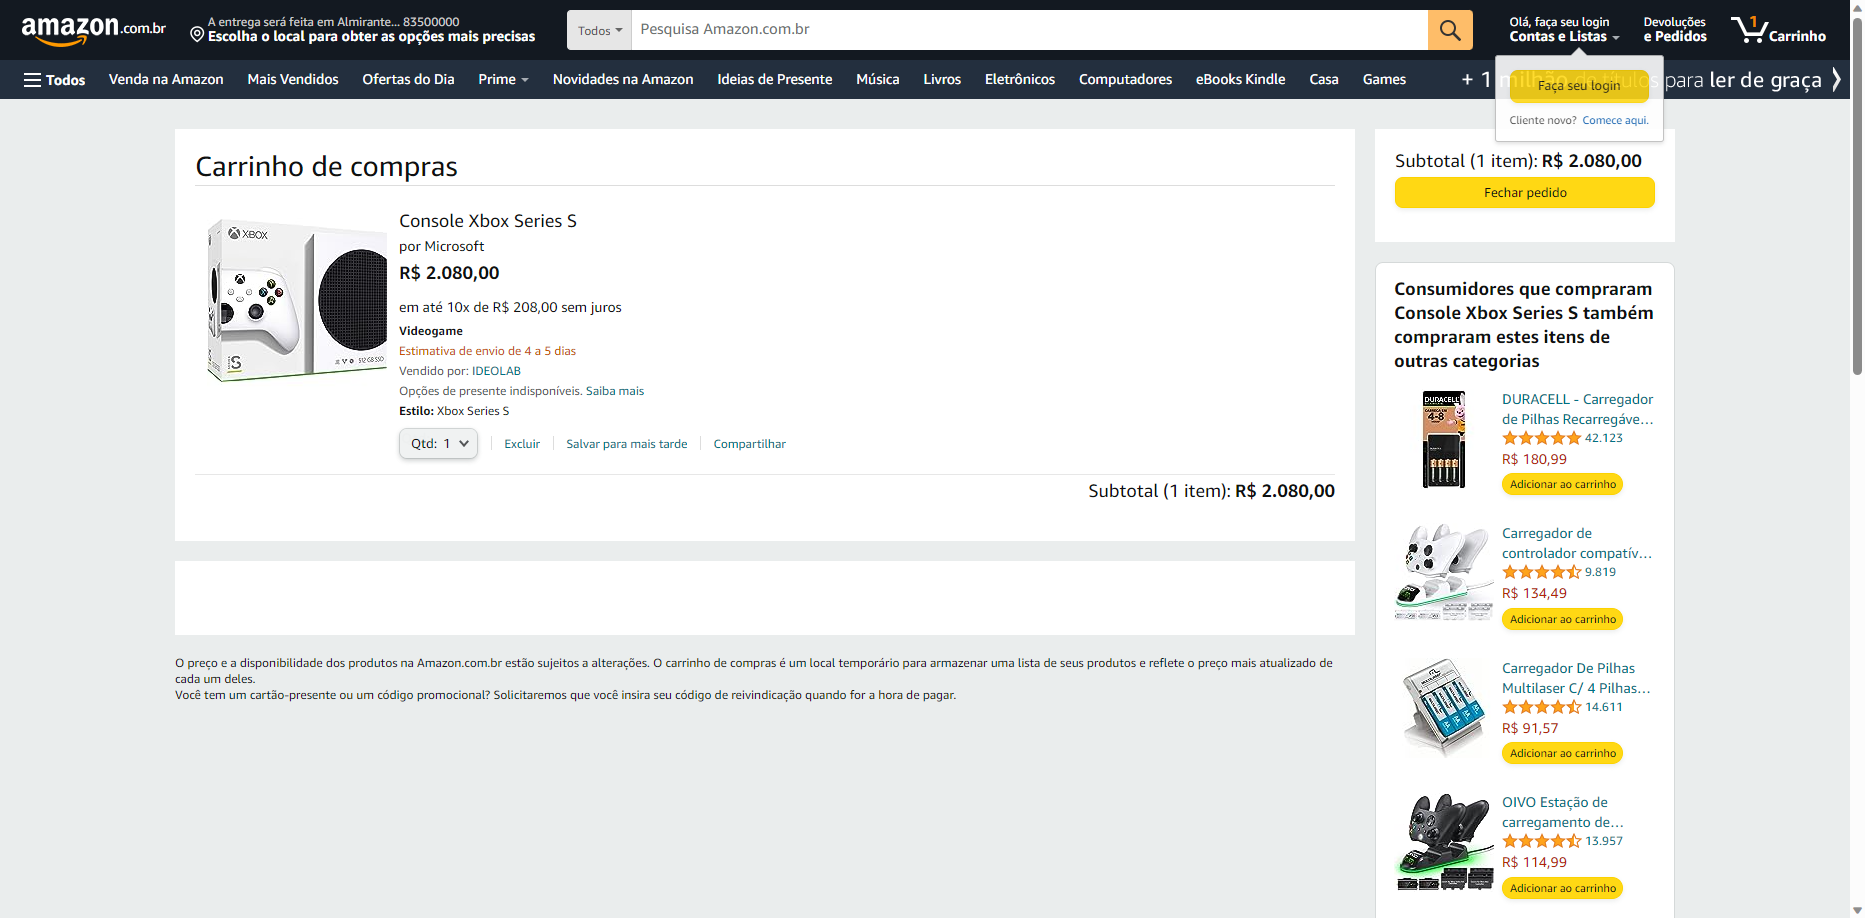 amazon.com.br
A entrega será feita em Almirante... 83500000
Escolha o local para obter as opções mais precisas
Todos
Pesquisa Amazon.com.br
Olá, faça seu login
Contas e Listas
Devoluções
e Pedidos
1
Carrinho
Todos
Venda na Amazon
Mais Vendidos
Ofertas do Dia
Prime
Novidades na Amazon
Ideias de Presente
Música
Livros
Eletrônicos
Computadores
eBooks Kindle
Casa
Games
+ 1 milhão de títulos para ler de graça
Faça seu login
Cliente novo? Comece aqui.
Carrinho de compras
XBOX
S
512 GB SSD
Console Xbox Series S
por Microsoft
R$ 2.080,00
em até 10x de R$ 208,00 sem juros
Videogame
Estimativa de envio de 4 a 5 dias
Vendido por: IDEOLAB
Opções de presente indisponíveis. Saiba mais
Estilo: Xbox Series S
Qtd: 1
Excluir
Salvar para mais tarde
Compartilhar
Subtotal (1 item): R$ 2.080,00
O preço e a disponibilidade dos produtos na Amazon.com.br estão sujeitos a alterações. O carrinho de compras é um local temporário para armazenar uma lista de seus produtos e reflete o preço mais atualizado de
cada um deles.
Você tem um cartão-presente ou um código promocional? Solicitaremos que você insira seu código de reivindicação quando for a hora de pagar.
Subtotal (1 item): R$ 2.080,00
Fechar pedido
Consumidores que compraram
Console Xbox Series S também
compraram estes itens de
outras categorias
DURACELL
4-8
DURACELL - Carregador
de Pilhas Recarregáve...
42.123
R$ 180,99
Adicionar ao carrinho
Carregador de
controlador compatív...
9.819
R$ 134,49
Adicionar ao carrinho
Carregador De Pilhas
Multilaser C/ 4 Pilhas...
14.611
R$ 91,57
Adicionar ao carrinho
OIVO Estação de
carregamento de...
13.957
R$ 114,99
Adicionar ao carrinho